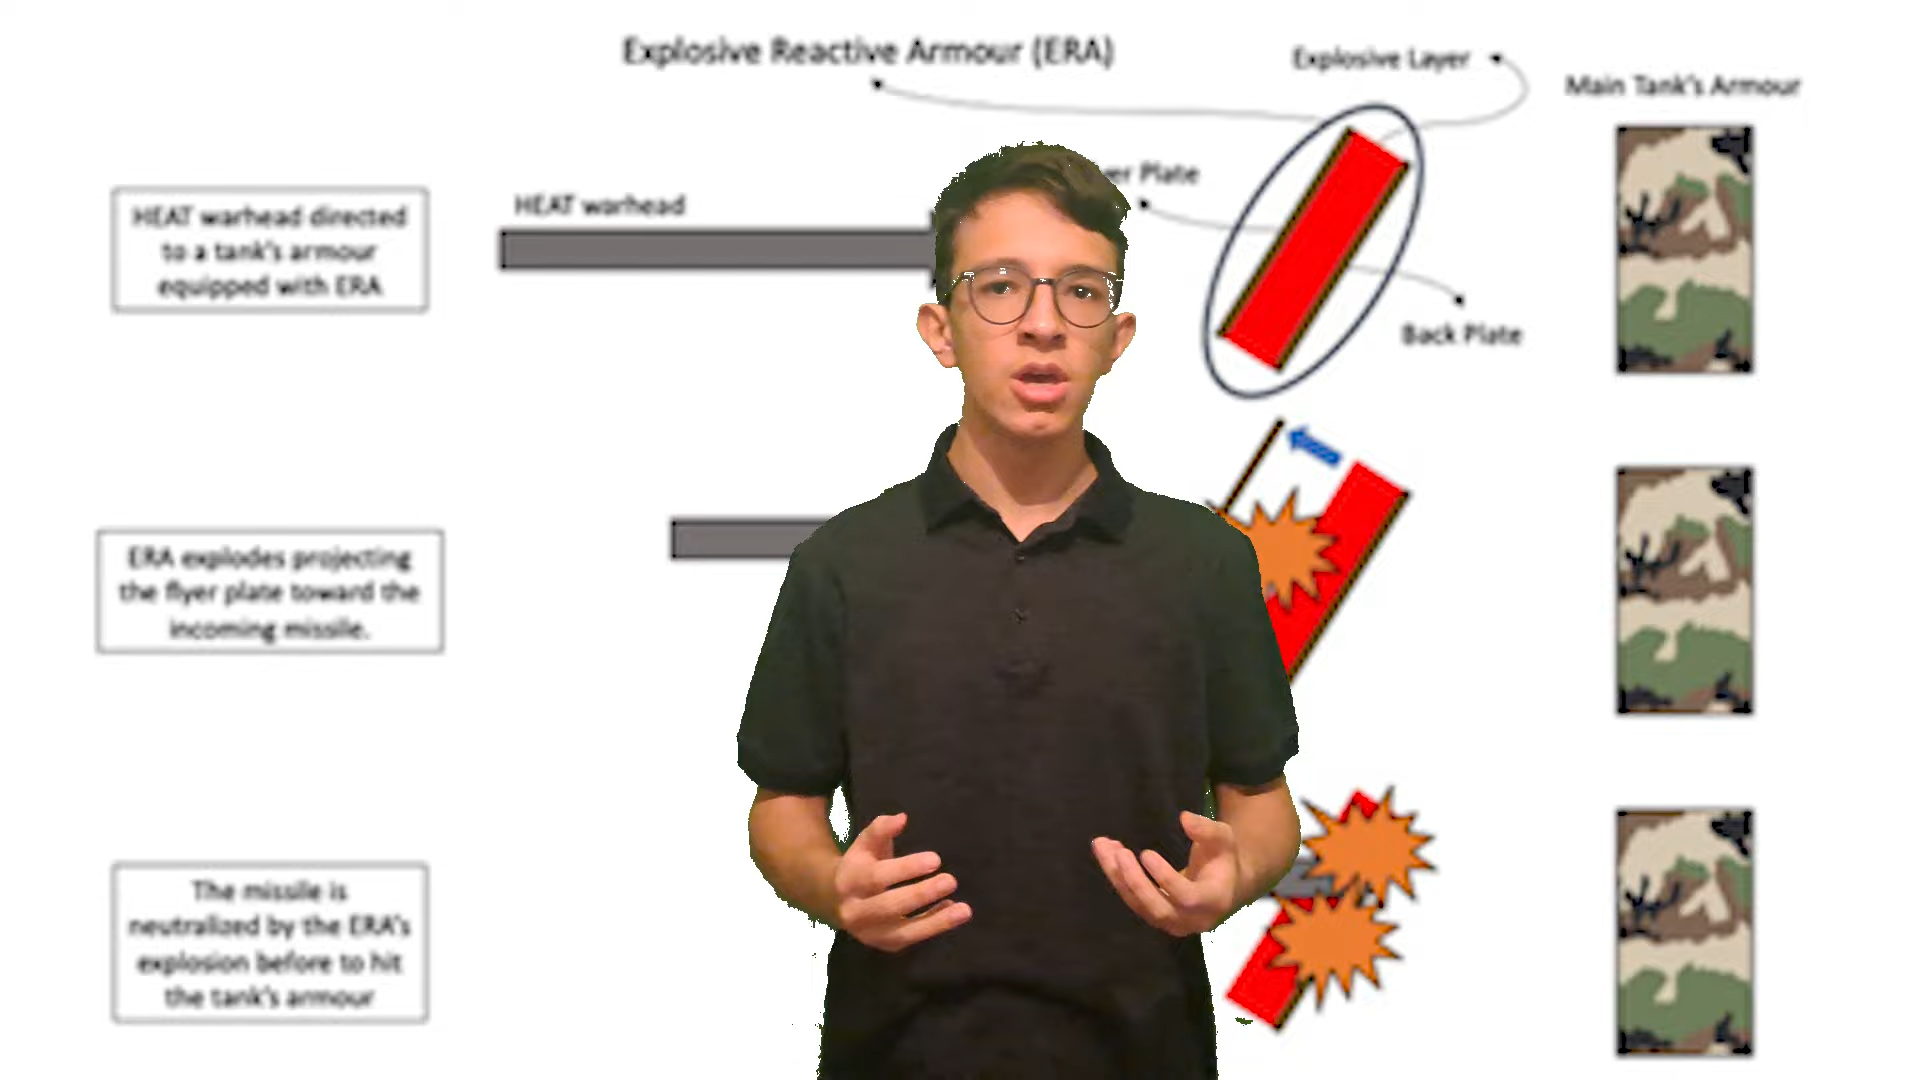 Explosive Reactive Armour (ERA)
Explosive Layer
Main Tank's Armour
Plate
HEAT warhead
HEAT warhead directed
to a tank's armour
equipped with ERA
Back Plate
ERA explodes projecting
the flyer plate toward the
incoming missile.
The missile is
neutralized by the ERA's
explosion before to hit
the tank's armour